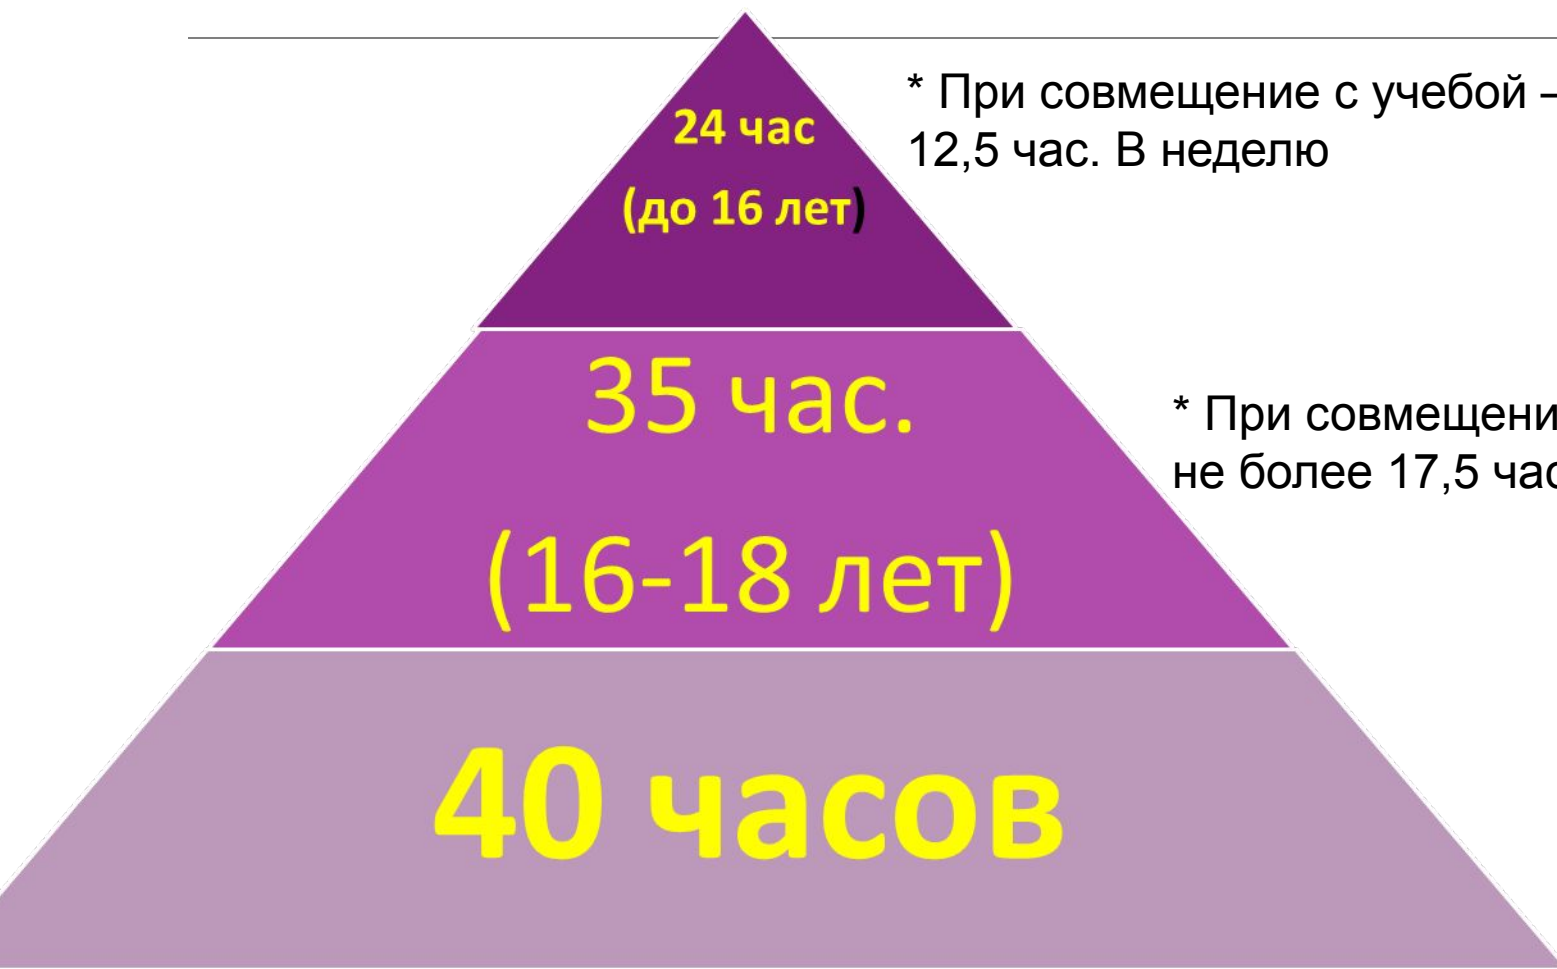 24 час
(до 16 лет)
* При совмещение с учебой –
12,5 час. В неделю
35 час.
(16-18 лет)
* При совмещени
не более 17,5 час
40 часов